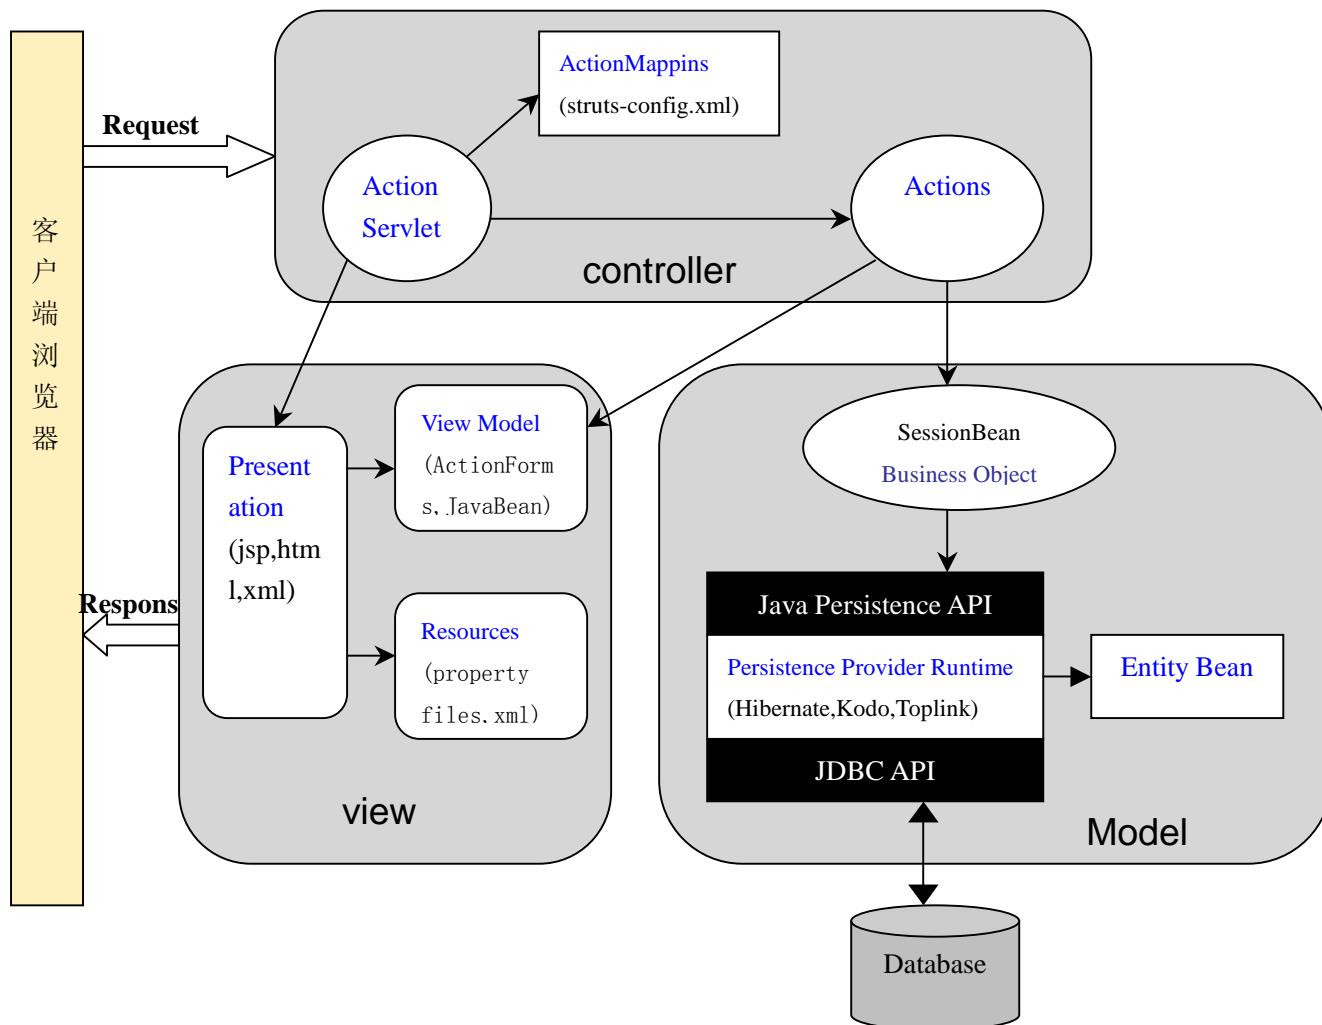 客户端浏览器
Request
ActionMappins
(struts-config.xml)
Action
Servlet
Actions
controller
Present
ation
(jsp,htm
l,xml)
View Model
(ActionForm
s,JavaBean)
Resources
(property
files,xml)
view
Respons
SessionBean
Business Object
Java Persistence API
Persistence Provider Runtime
(Hibernate,Kodo,Toplink)
JDBC API
Entity Bean
Model
Database